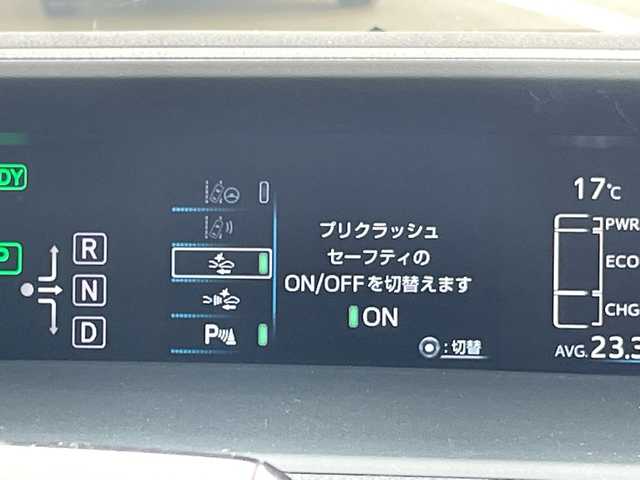 DY
P
R
N
D
P
プリクラッシュ
セーフティの
ON/OFFを切替えます
ON
:切替
17℃
PWR
ECO
CHG
AVG. 23.3